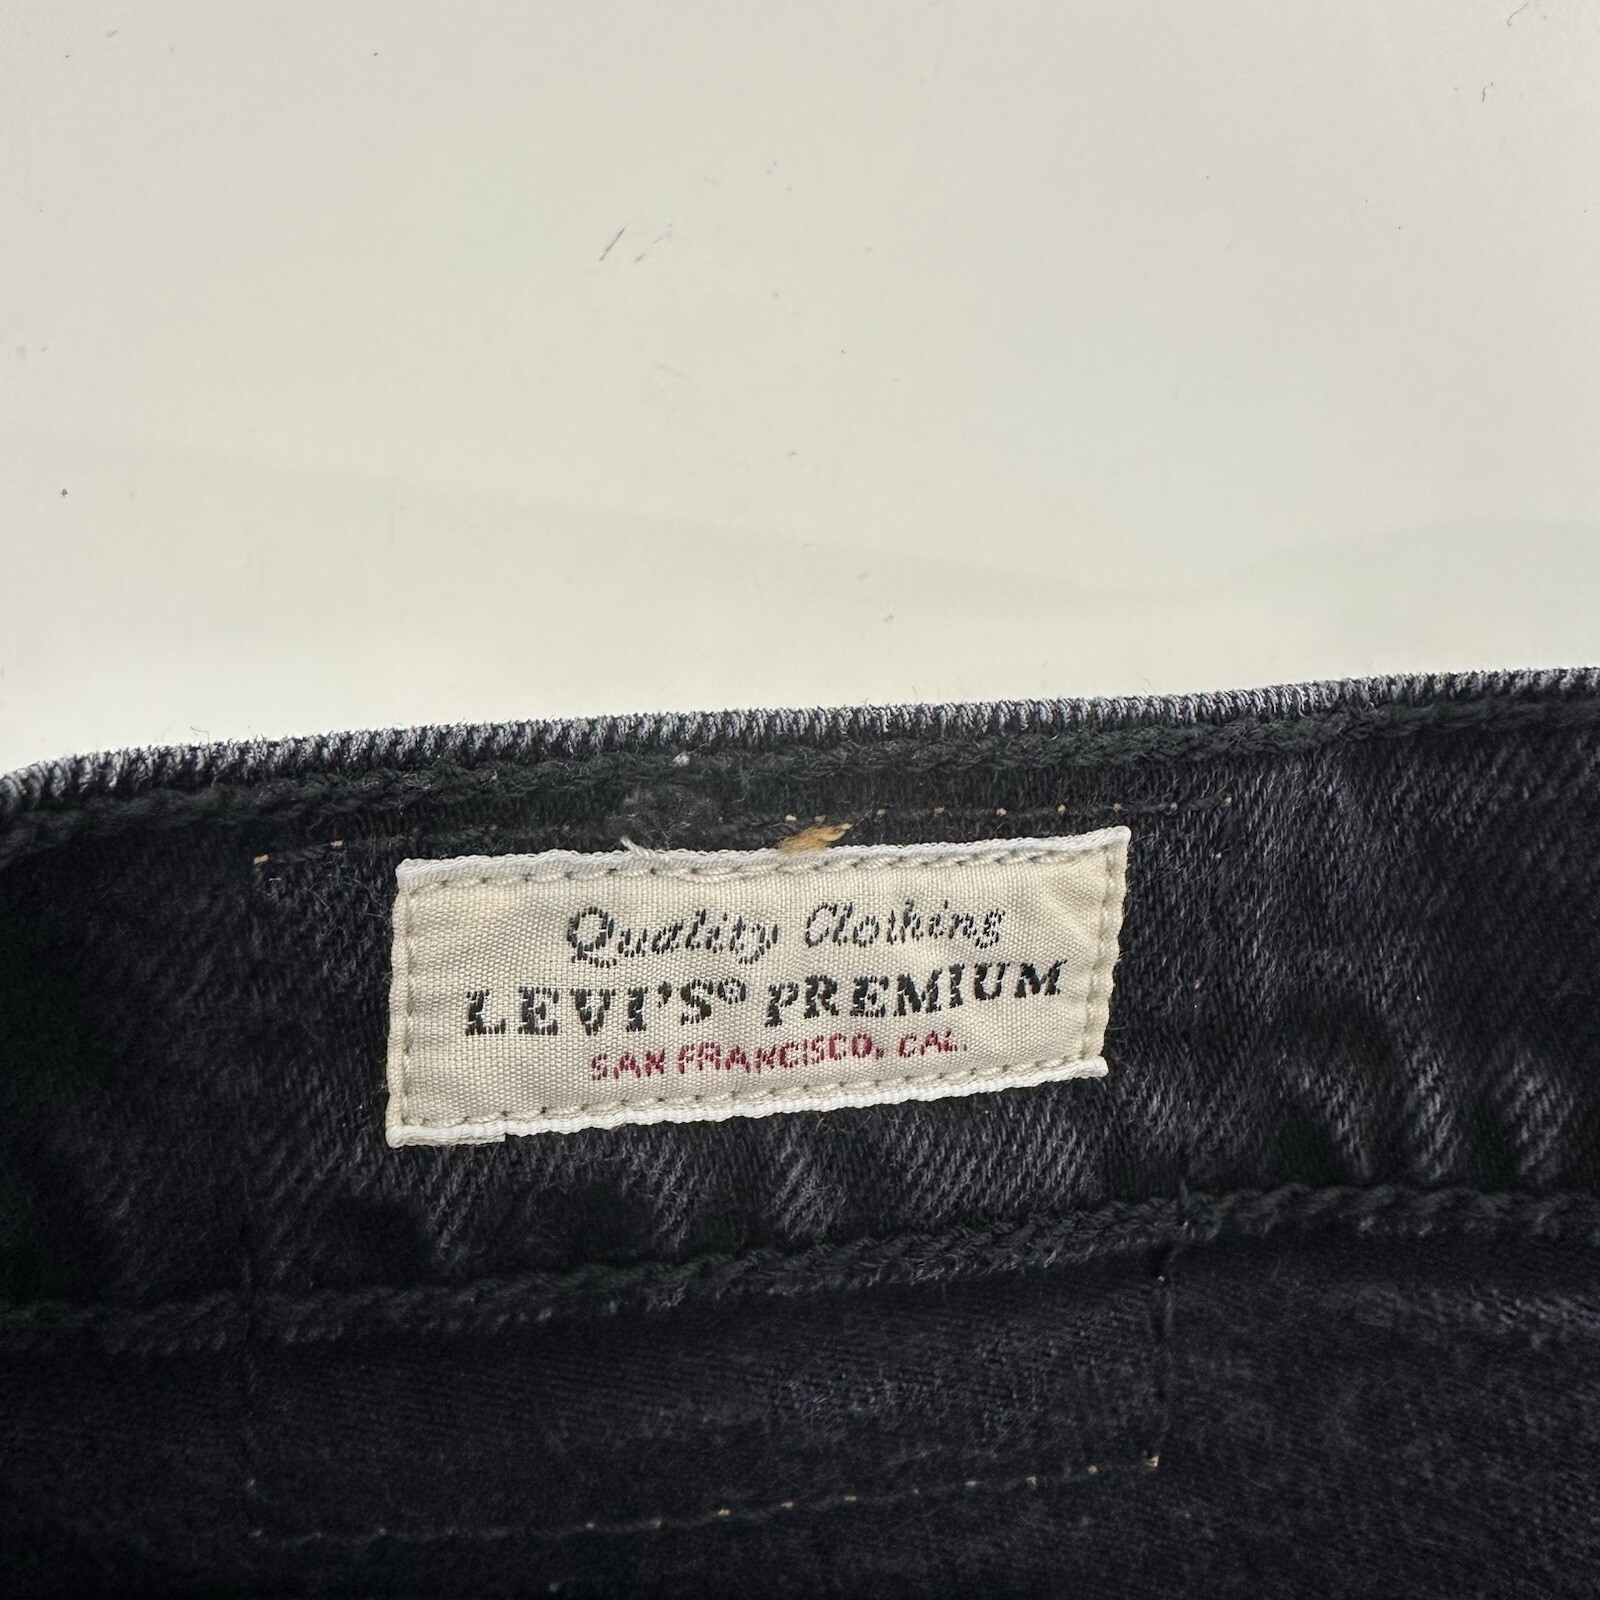 Quality Clothing
LEVI'S® PREMIUM
SAN FRANCISCO, CAL.